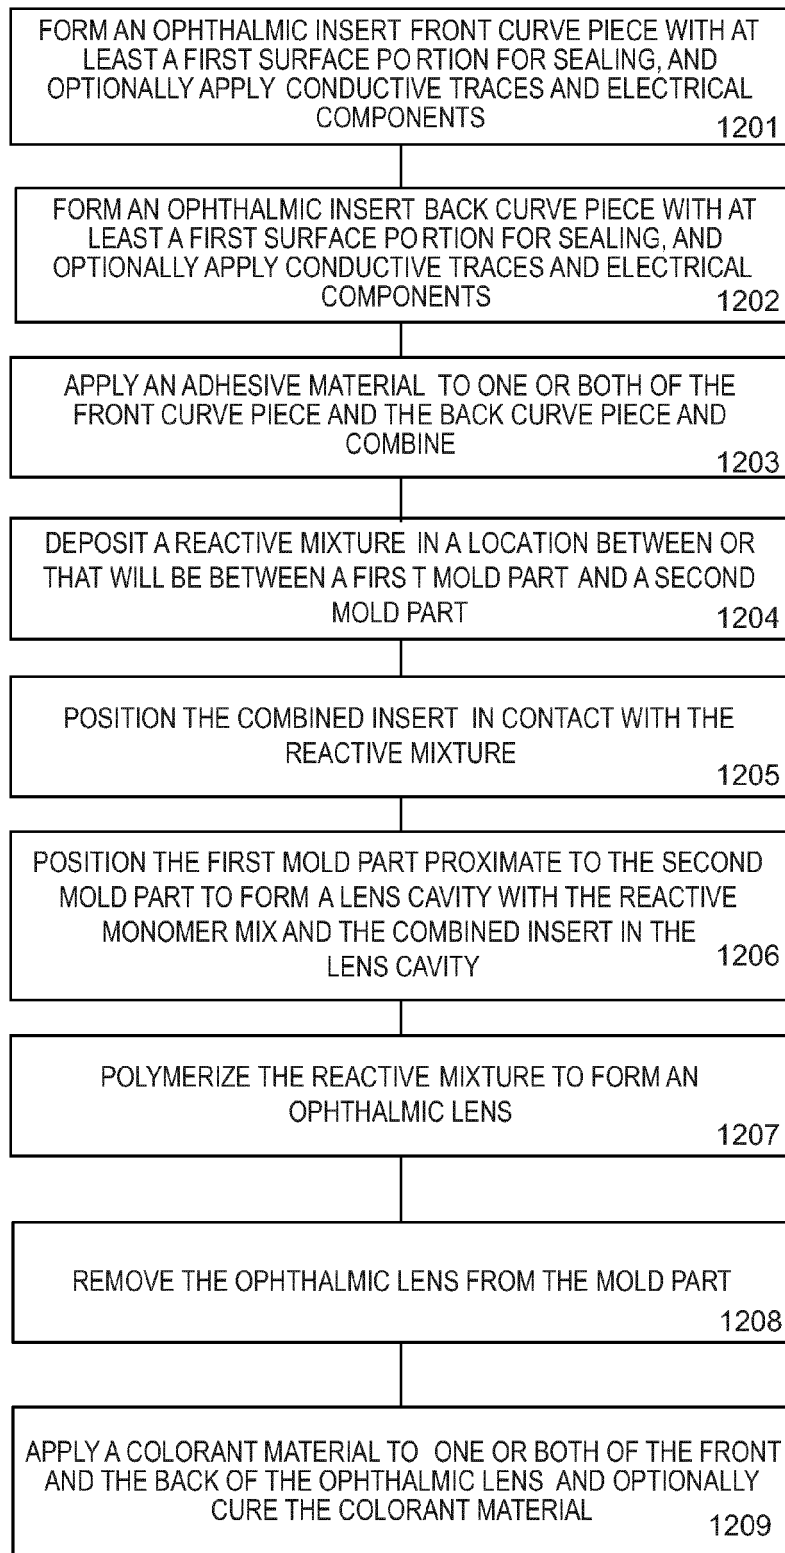 FORM AN OPHTHALMIC INSERT FRONT CURVE PIECE WITH AT
LEAST A FIRST SURFACE PORTION FOR SEALING, AND
OPTIONALLY APPLY CONDUCTIVE TRACES AND ELECTRICAL
COMPONENTS
1201
FORM AN OPHTHALMIC INSERT BACK CURVE PIECE WITH AT
LEAST A FIRST SURFACE PORTION FOR SEALING, AND
OPTIONALLY APPLY CONDUCTIVE TRACES AND ELECTRICAL
COMPONENTS
1202
APPLY AN ADHESIVE MATERIAL TO ONE OR BOTH OF THE
FRONT CURVE PIECE AND THE BACK CURVE PIECE AND
COMBINE
1203
DEPOSIT A REACTIVE MIXTURE IN A LOCATION BETWEEN OR
THAT WILL BE BETWEEN A FIRST MOLD PART AND A SECOND
MOLD PART
1204
POSITION THE COMBINED INSERT IN CONTACT WITH THE
REACTIVE MIXTURE
1205
POSITION THE FIRST MOLD PART PROXIMATE TO THE SECOND
MOLD PART TO FORM A LENS CAVITY WITH THE REACTIVE
MONOMER MIX AND THE COMBINED INSERT IN THE
LENS CAVITY
1206
POLYMERIZE THE REACTIVE MIXTURE TO FORM AN
OPHTHALMIC LENS
1207
REMOVE THE OPHTHALMIC LENS FROM THE MOLD PART
1208
APPLY A COLORANT MATERIAL TO ONE OR BOTH OF THE FRONT
AND THE BACK OF THE OPHTHALMIC LENS AND OPTIONALLY
CURE THE COLORANT MATERIAL
1209